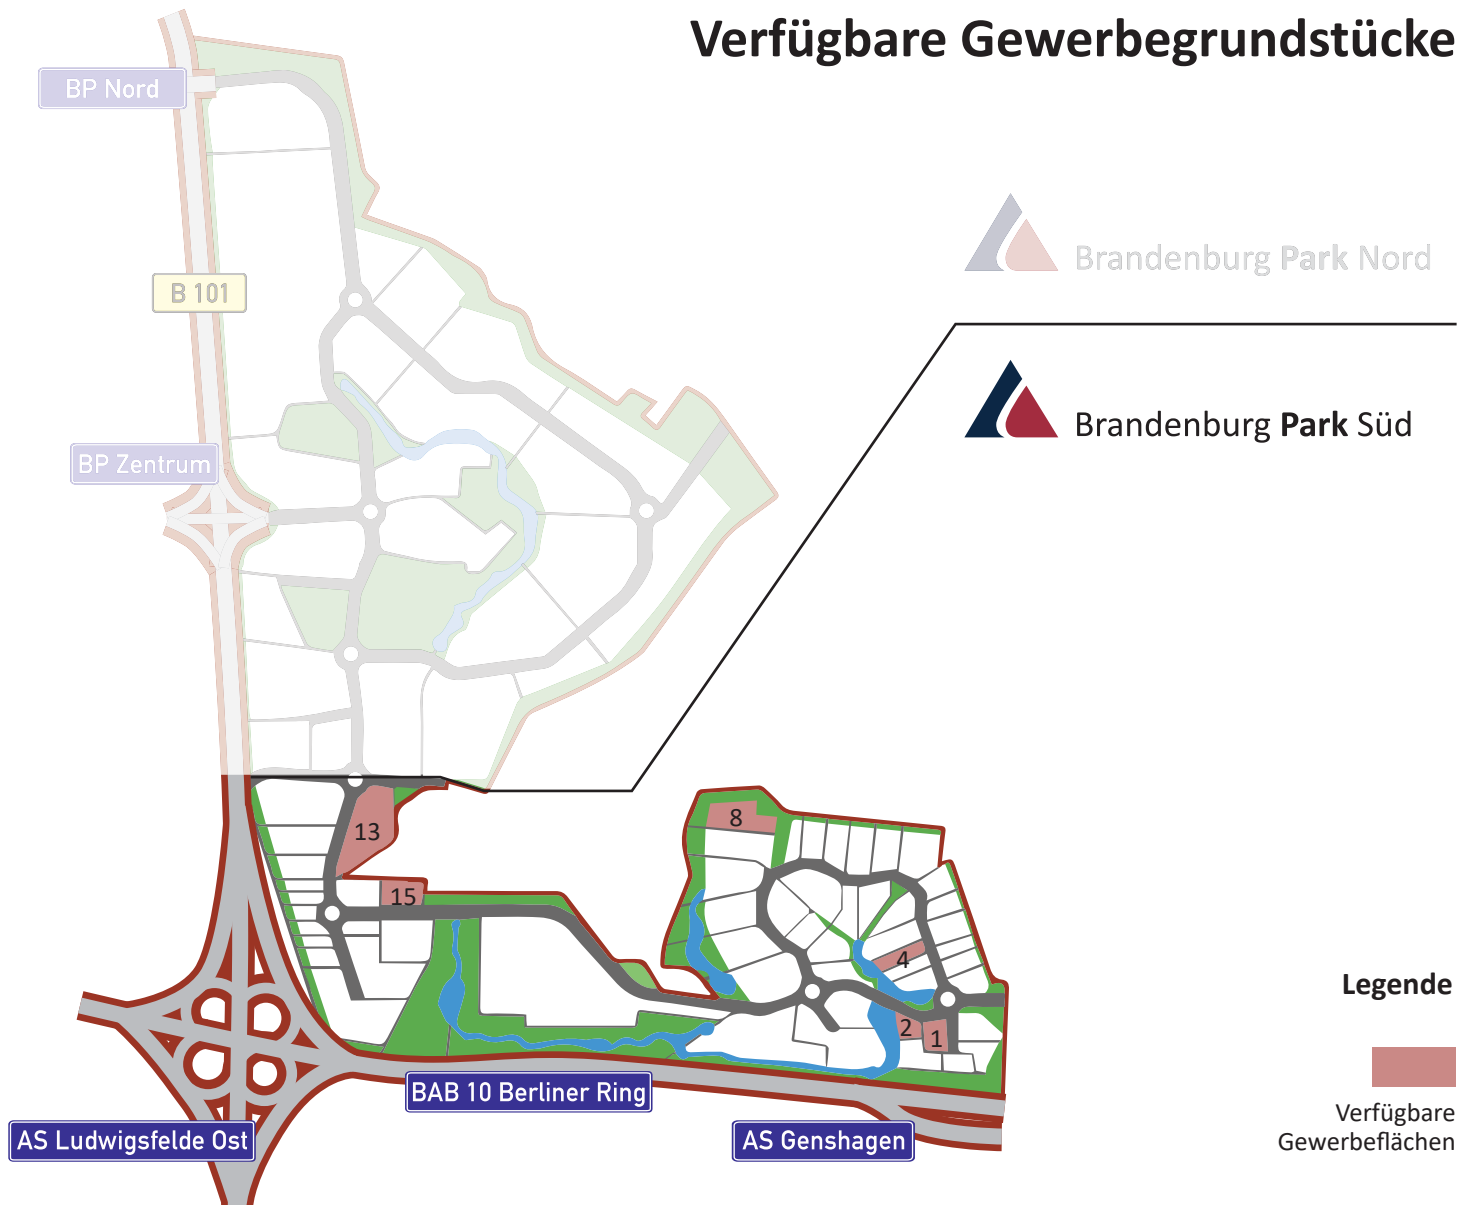 Verfügbare Gewerbegrundstücke
BP Nord
Brandenburg Park Nord
B 101
Brandenburg Park Süd
BP Zentrum
8
13
15
4
Legende
2
1
BAB 10 Berliner Ring
Verfügbare
Gewerbeflächen
AS Ludwigsfelde Ost
AS Genshagen